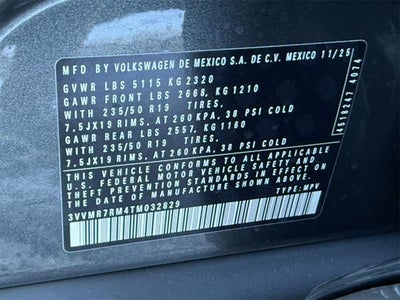 MFD BY VOLKSWAGEN DE MEXICO S.A. DE C.V. MEXICO 11/25
GVWR LBS 5115 KG 2320
GAWR FRONT LBS 2668, KG 1210
WITH 235/50 R19 TIRES,
7.5JX19 RIMS, AT 260 KPA, 38 PSI COLD
GAWR REAR LBS 2557, KG 1160
WITH 235/50 R19 TIRES,
7.5JX19 RIMS, AT 260 KPA, 38 PSI COLD
THIS VEHICLE CONFORMS TO ALL APPLICABLE
U.S. FEDERAL MOTOR VEHICLE SAFETY AND
THEFT PREVENTION STANDARDS IN EFFECT ON
THE DATE OF MANUFACTURE SHOWN ABOVE.
3VVMR7RM4TM032829 TYPE: MPV